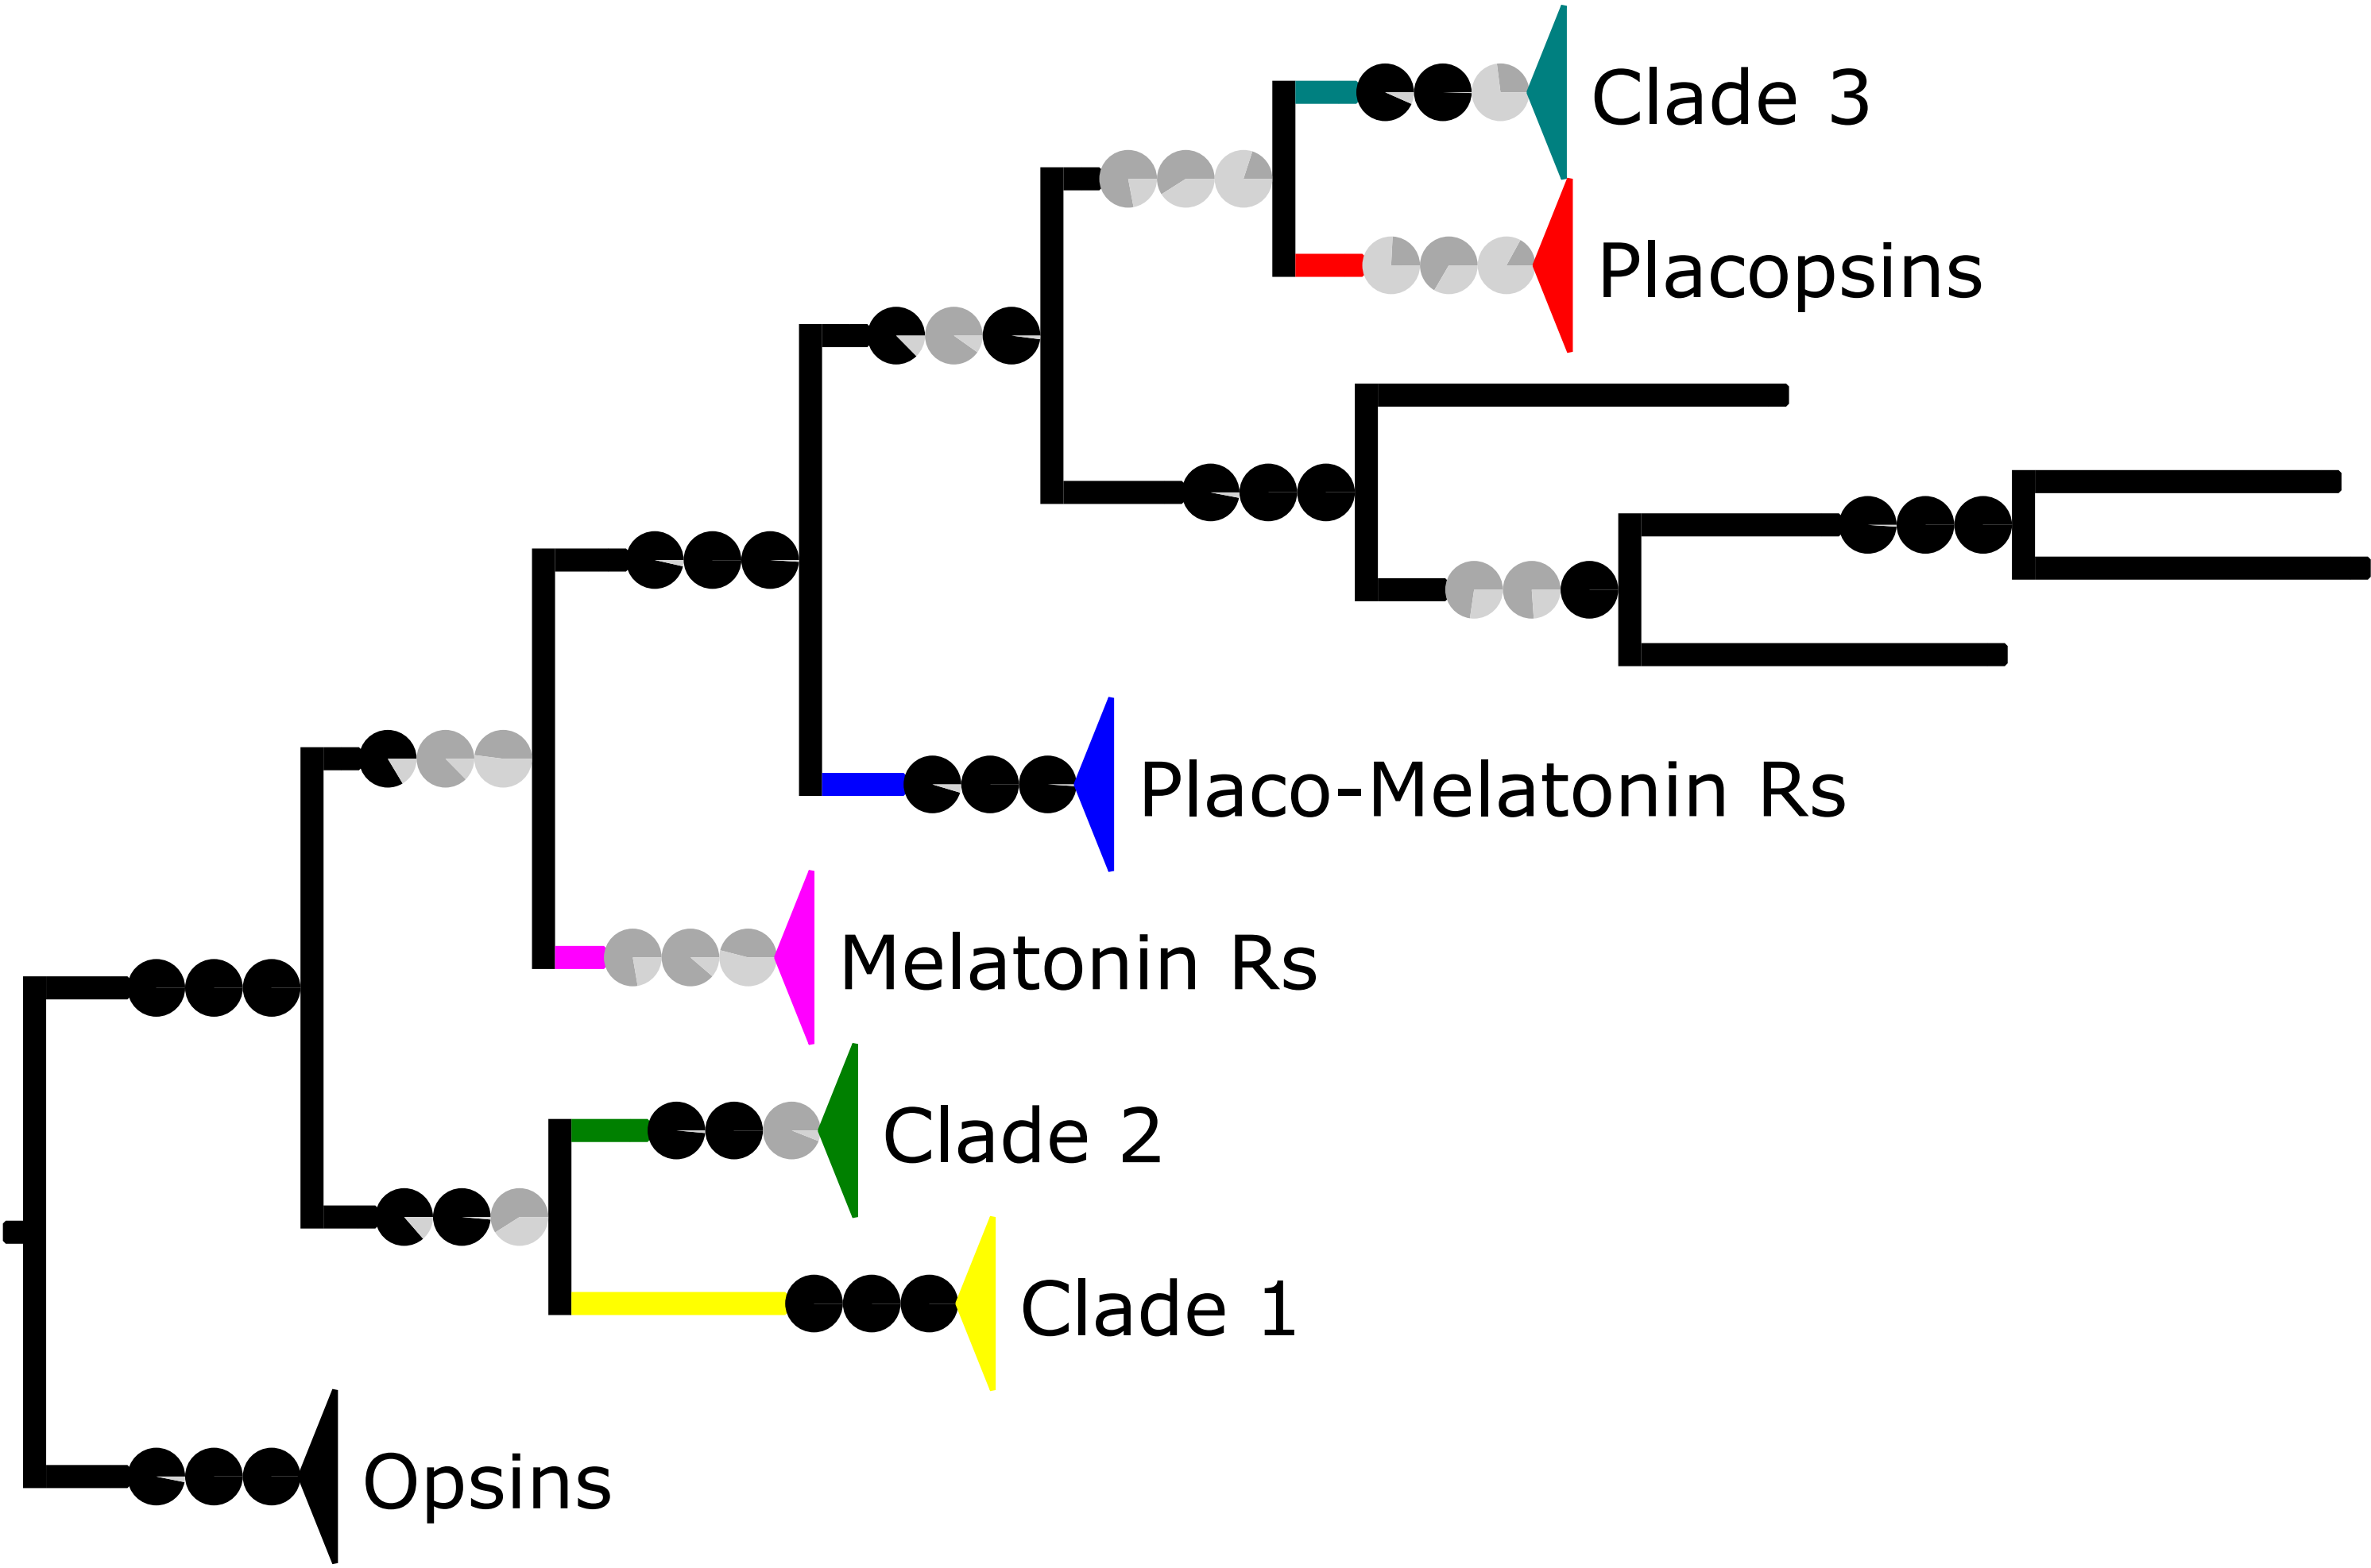 Clade 3
Placopsins
Placo-Melatonin Rs
Melatonin Rs
Clade 2
Clade 1
Opsins